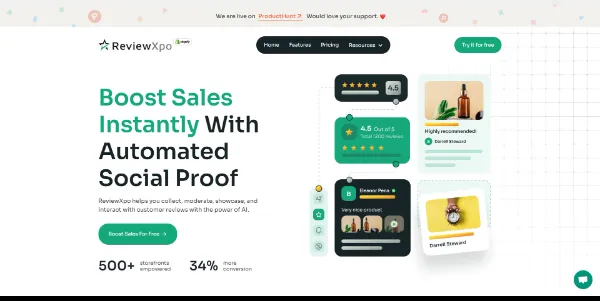 We are live on ProductHunt Would love your support.
ReviewXpo
shopify
Home Features Pricing Resources
Try it for free
Boost Sales
Instantly With
Automated
Social Proof
ReviewXpo helps you collect, moderate, showcase, and
interact with customer reviews with the power of AI.
Boost Sales for Free →
500+ storefronts
empowered
34% more
conversion
4.5
4.5 Out of 5
Total 1200 reviews
B Eleanor Pena
Very nice product
Highly recommended!
Darrell Steward
Darrell Steward